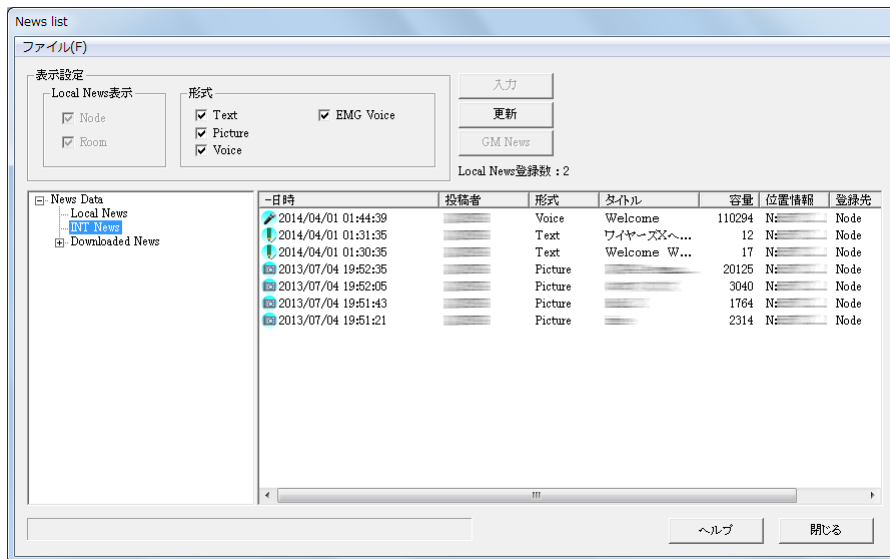 News list
ファイル(F)
表示設定
Local News表示
Node
Room
形式
Text
EMG Voice
Picture
Voice
入力
更新
GM News
Local News登録数：2
News Data
Local News
INT News
Downloaded News
-日時 投稿者 形式 タイトル 容量 位置情報 登録先
2014/04/01 01:44:39 Voice Welcome 110294 N: Node
2014/04/01 01:31:35 Text ワイヤーズXへ... 12 N: Node
2014/04/01 01:30:35 Text Welcome W... 17 N: Node
2013/07/04 19:52:35 Picture 20125 N: Node
2013/07/04 19:52:05 Picture 3040 N: Node
2013/07/04 19:51:43 Picture 1764 N: Node
2013/07/04 19:51:21 Picture 2314 N: Node
ヘルプ
閉じる